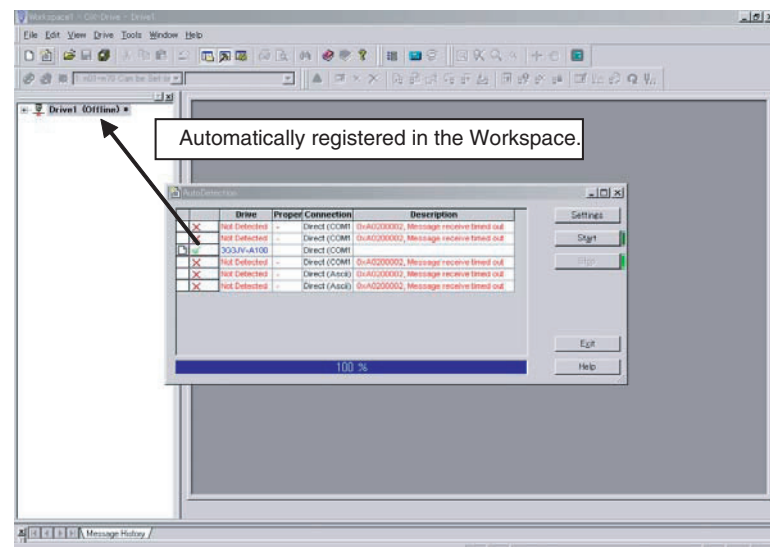 Workspace1 - CX-Drive - Drive1
File Edit View Drive Tools Window Help
Drive1 (Offline)
Automatically registered in the Workspace.
AutoDetection
Drive Proper Connection Description
Not Detected - Direct (COM1 0xA0200002, Message receive timed out
Not Detected - Direct (COM1 0xA0200002, Message receive timed out
3G3JV-A100 Direct (COM1
Not Detected - Direct (COM1 0xA0200002, Message receive timed out
Not Detected - Direct (Ascii) 0xA0200002, Message receive timed out
Not Detected - Direct (Ascii) 0xA0200002, Message receive timed out
Settings
Start
Stop
Exit
Help
100 %
Message History